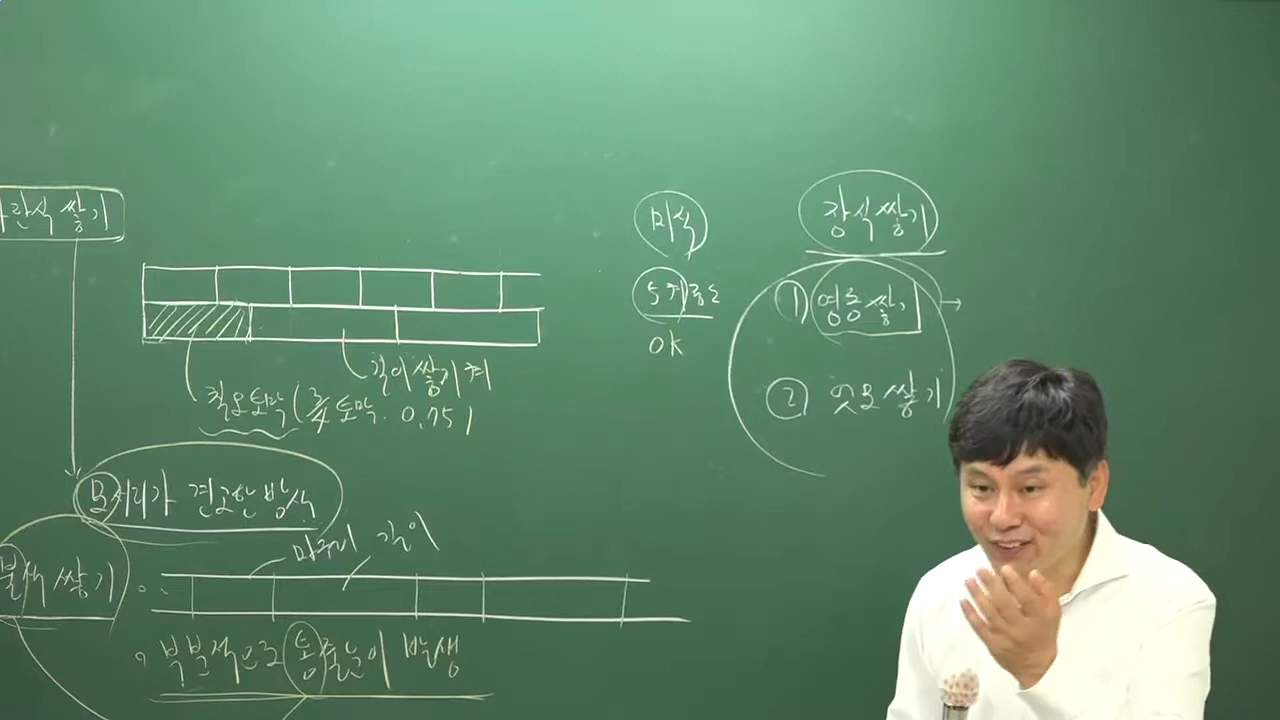 란식 쌓기
길이쌓기켜
칠오토막(3/4토막. 0.75)
모서리가 견고한 방식
마구리 길이
불식 쌓기
부분적으로 통줄눈이 발생
미식
5켜정도
OK
장식쌓기
① 영롱쌓기 →
② 엇모쌓기